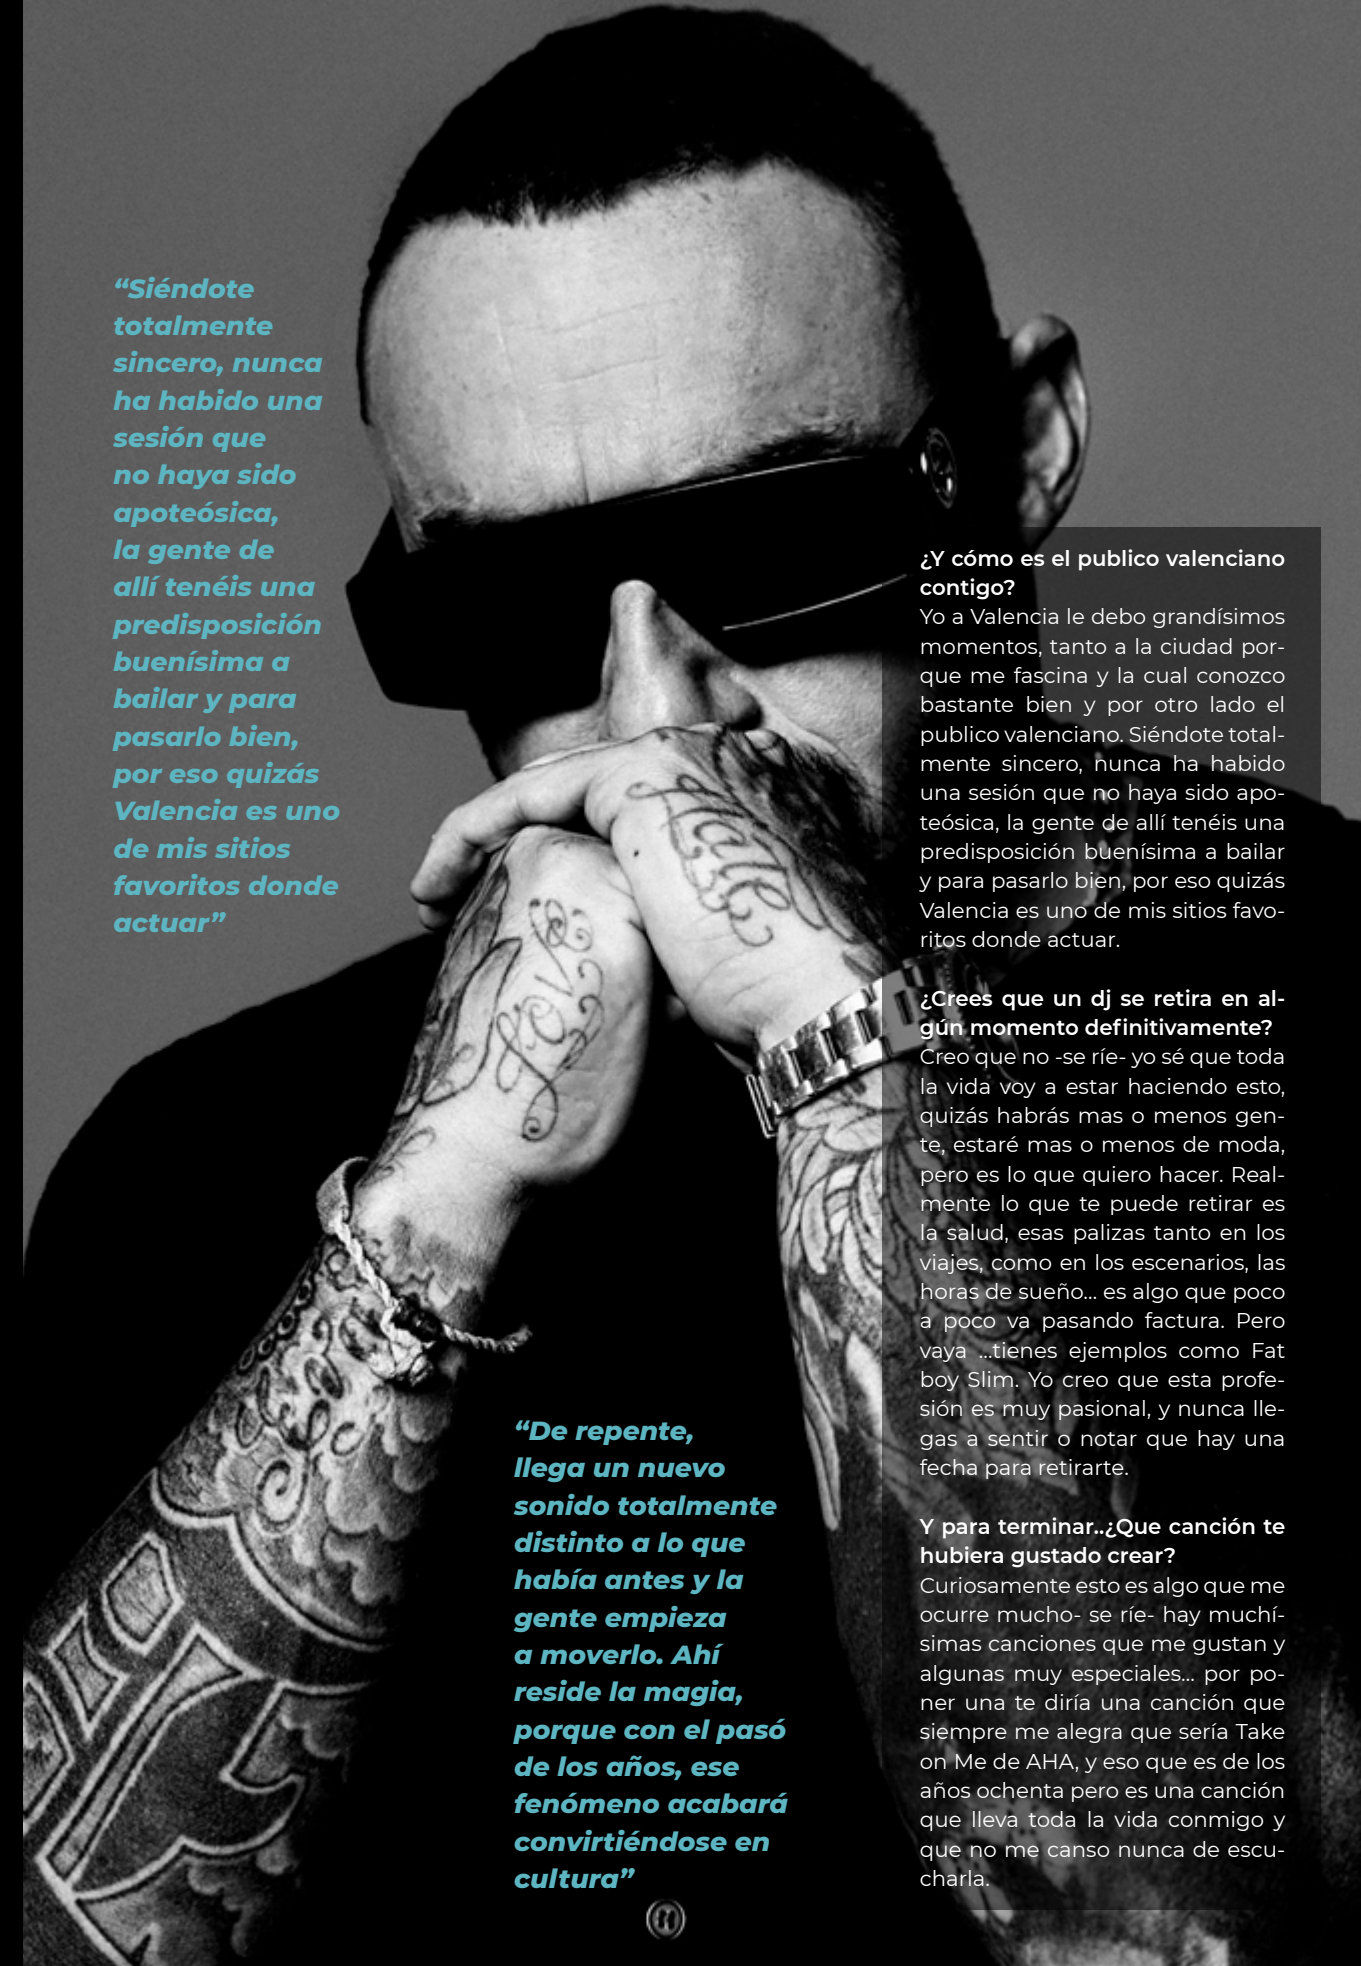 “Siéndote
totalmente
sincero, nunca
ha habido una
sesión que
no haya sido
apoteósica,
la gente de
allí tenéis una
predisposición
buenísima a
bailar y para
pasarlo bien,
por eso quizás
Valencia es uno
de mis sitios
favoritos donde
actuar”
Hate
Love
“De repente,
llega un nuevo
sonido totalmente
distinto a lo que
había antes y la
gente empieza
a moverlo. Ahí
reside la magia,
porque con el pasó
de los años, ese
fenómeno acabará
convirtiéndose en
cultura”
¿Y cómo es el publico valenciano
contigo?
Yo a Valencia le debo grandísimos
momentos, tanto a la ciudad por-
que me fascina y la cual conozco
bastante bien y por otro lado el
publico valenciano. Siéndote total-
mente sincero, nunca ha habido
una sesión que no haya sido apo-
teósica, la gente de allí tenéis una
predisposición buenísima a bailar
y para pasarlo bien, por eso quizás
Valencia es uno de mis sitios favo-
ritos donde actuar.
¿Crees que un dj se retira en al-
gún momento definitivamente?
Creo que no -se ríe- yo sé que toda
la vida voy a estar haciendo esto,
quizás habrás mas o menos gen-
te, estaré mas o menos de moda,
pero es lo que quiero hacer. Real-
mente lo que te puede retirar es
la salud, esas palizas tanto en los
viajes, como en los escenarios, las
horas de sueño... es algo que poco
a poco va pasando factura. Pero
vaya ...tienes ejemplos como Fat
boy Slim. Yo creo que esta profe-
sión es muy pasional, y nunca lle-
gas a sentir o notar que hay una
fecha para retirarte.
Y para terminar..¿Que canción te
hubiera gustado crear?
Curiosamente esto es algo que me
ocurre mucho- se ríe- hay muchí-
simas canciones que me gustan y
algunas muy especiales... por po-
ner una te diría una canción que
siempre me alegra que sería Take
on Me de AHA, y eso que es de los
años ochenta pero es una canción
que lleva toda la vida conmigo y
que no me canso nunca de escu-
charla.